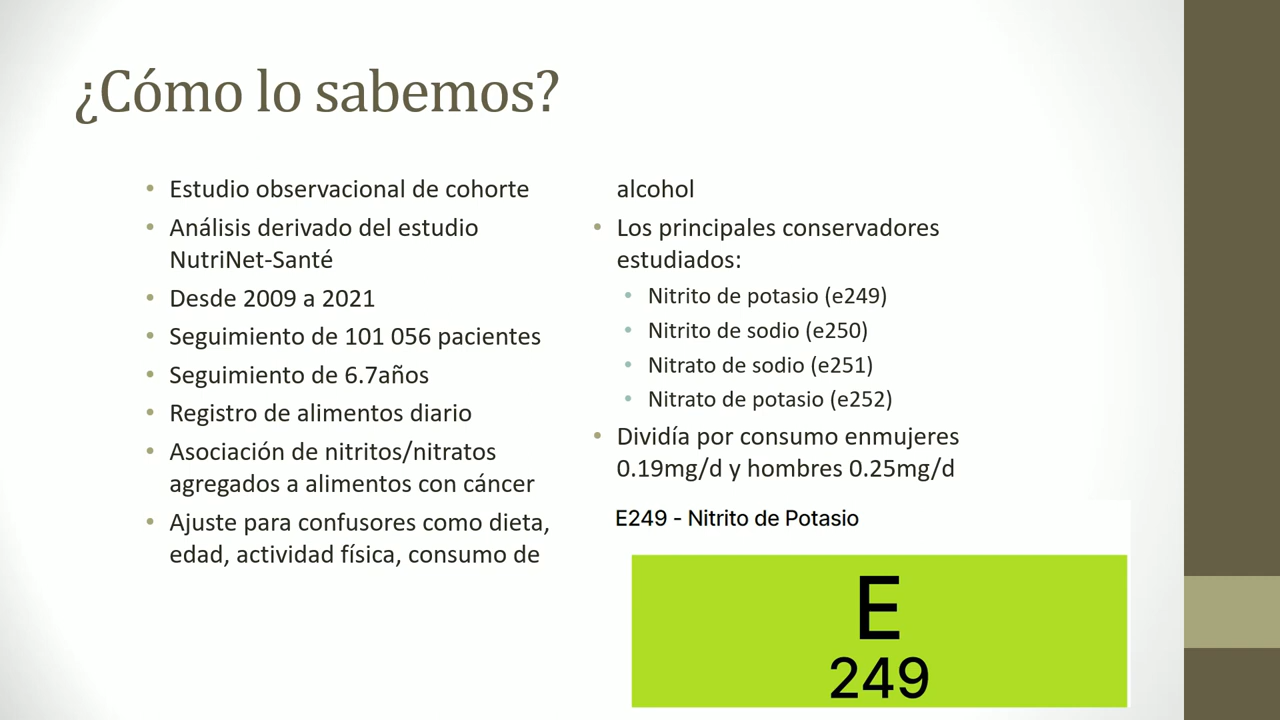 ¿Cómo lo sabemos?
• Estudio observacional de cohorte
• Análisis derivado del estudio
NutriNet-Santé
• Desde 2009 a 2021
• Seguimiento de 101 056 pacientes
• Seguimiento de 6.7años
• Registro de alimentos diario
• Asociación de nitritos/nitratos
agregados a alimentos con cáncer
• Ajuste para confusores como dieta,
edad, actividad física, consumo de
alcohol
• Los principales conservadores
estudiados:
• Nitrito de potasio (e249)
• Nitrito de sodio (e250)
• Nitrato de sodio (e251)
• Nitrato de potasio (e252)
• Dividía por consumo enmujeres
0.19mg/d y hombres 0.25mg/d
E249 - Nitrito de Potasio
E
249